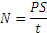 N = PS/t